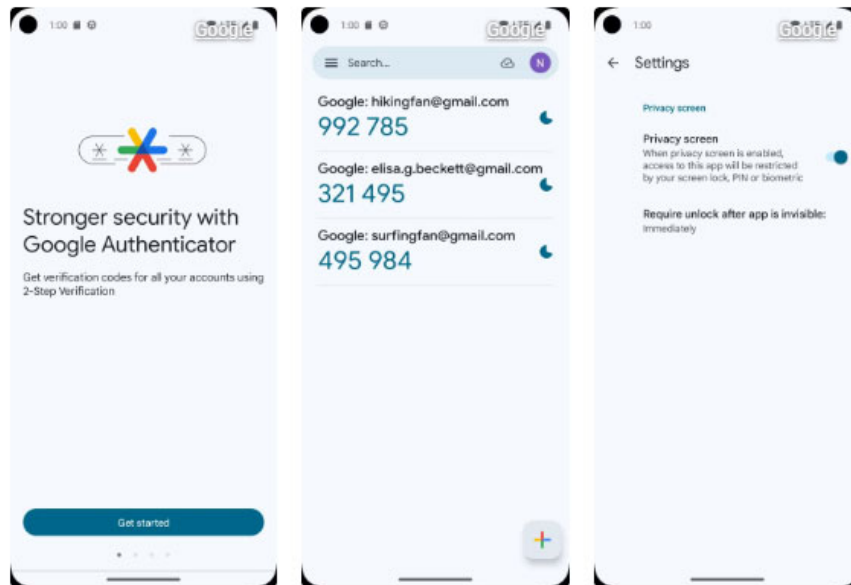 1:00
Google
Stronger security with
Google Authenticator
Get verification codes for all your accounts using
2-Step Verification
Get started
1:00
Google
Search...
N
Google: hikingfan@gmail.com
992 785
Google: elisa.g.beckett@gmail.com
321 495
Google: surfingfan@gmail.com
495 984
1:00
Google
Settings
Privacy screen
Privacy screen
When privacy screen is enabled,
access to this app will be restricted
by your screen lock, PIN or biometric
Require unlock after app is invisible:
Immediately